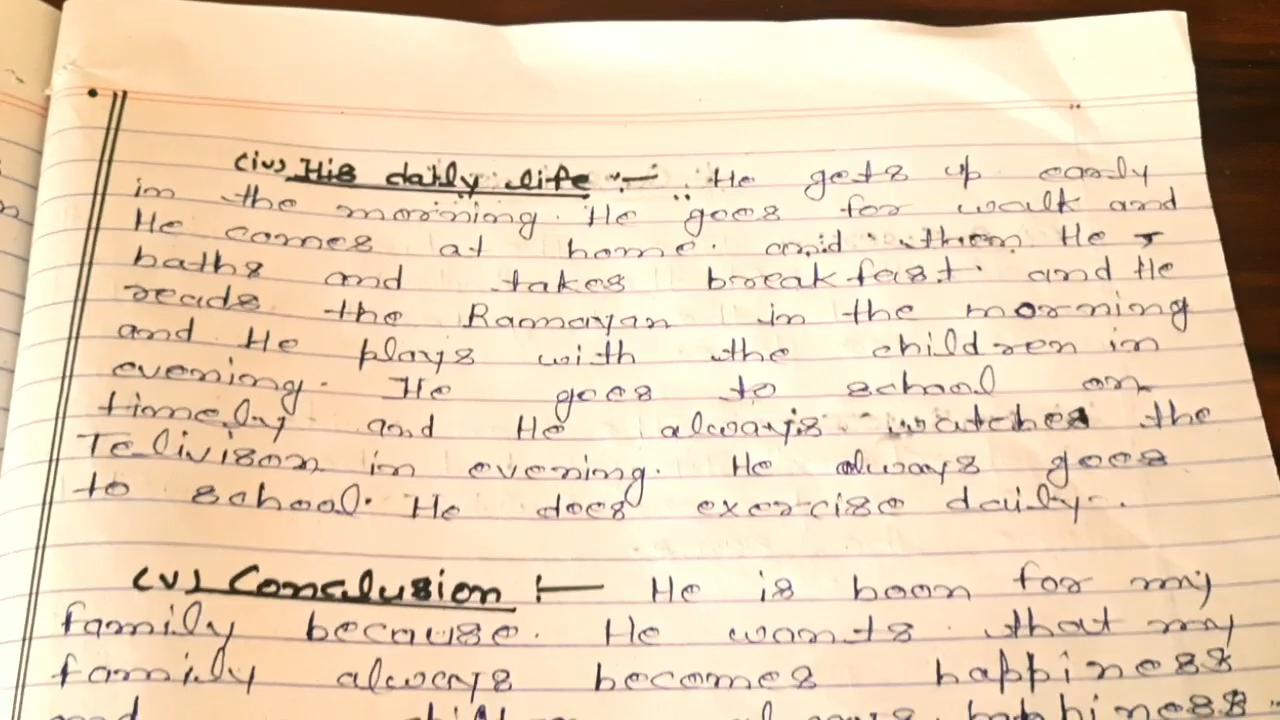 (iv) His daily life :- He gets up early
in the morning. He goes for walk and
He comes at home. and then He
baths and takes breakfast. and He
reads the Ramayan in the morning
and He plays with the children in
evening. He goes to school on
timely and He always watches the
Telivison in evening. He always goes
to school. He does exercise daily.
(v) Conclusion :- He is boon for my
family because. He wants that my
family always becomes happiness
and happiness.